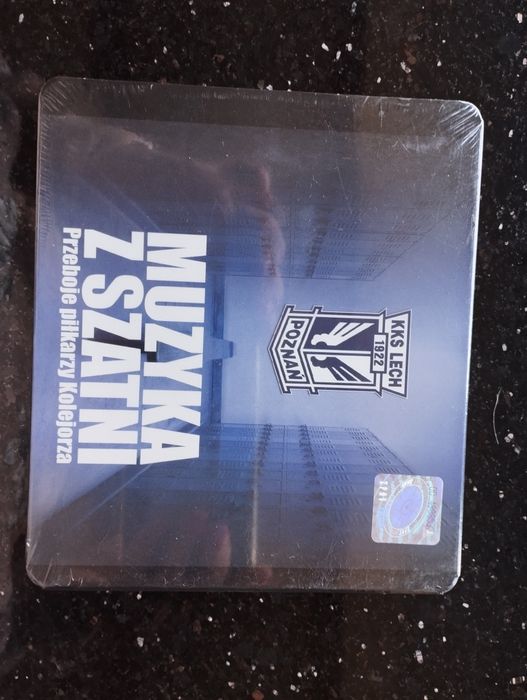 KKS LECH
1922
POZNAŃ
MUZYKA
Z SZATNI
Przeboje piłkarzy Kolejorza